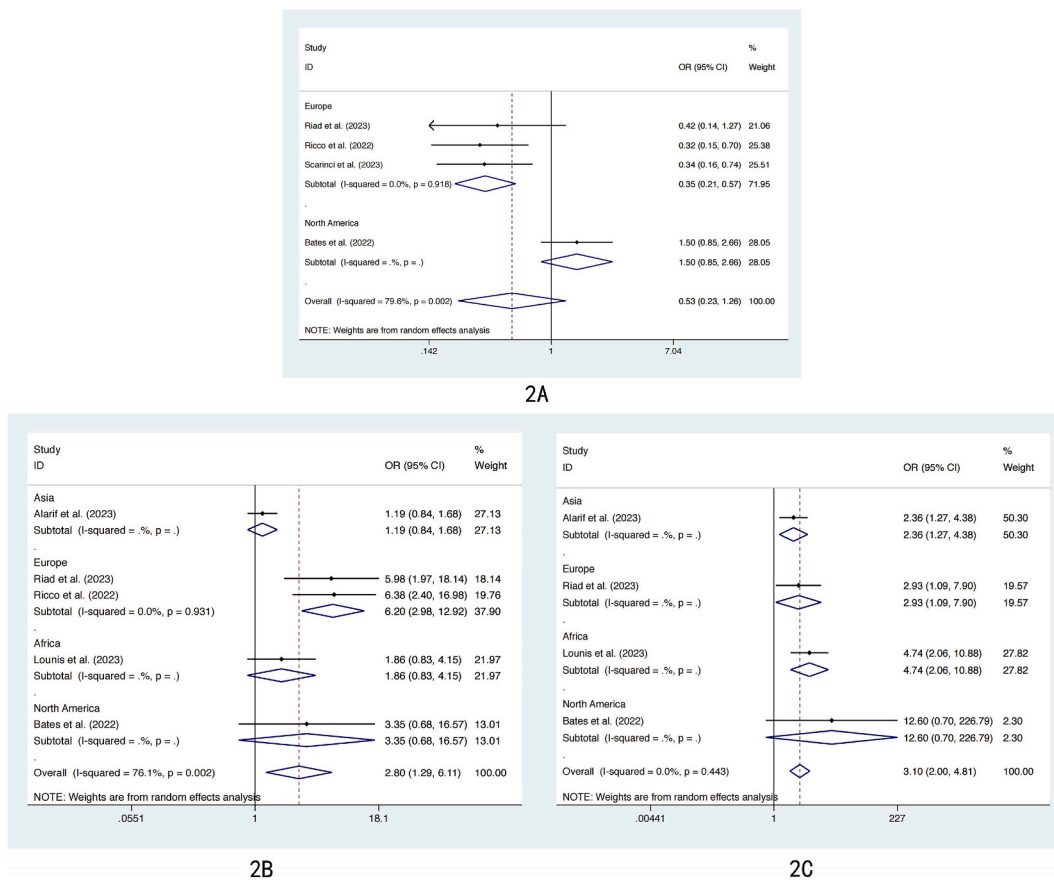 Study %
ID OR (95% CI) Weight
Europe
Riad et al. (2023) 0.42 (0.14, 1.27) 21.06
Ricco et al. (2022) 0.32 (0.15, 0.70) 25.38
Scarinci et al. (2023) 0.34 (0.16, 0.74) 25.51
Subtotal (I-squared = 0.0%, p = 0.918) 0.35 (0.21, 0.57) 71.95
.
North America
Bates et al. (2022) 1.50 (0.85, 2.66) 28.05
Subtotal (I-squared = .%, p = .) 1.50 (0.85, 2.66) 28.05
.
Overall (I-squared = 79.6%, p = 0.002) 0.53 (0.23, 1.26) 100.00
NOTE: Weights are from random effects analysis
.142 1 7.04
2A
Study %
ID OR (95% CI) Weight
Asia
Alarif et al. (2023) 1.19 (0.84, 1.68) 27.13
Subtotal (I-squared = .%, p = .) 1.19 (0.84, 1.68) 27.13
.
Europe
Riad et al. (2023) 5.98 (1.97, 18.14) 18.14
Ricco et al. (2022) 6.38 (2.40, 16.98) 19.76
Subtotal (I-squared = 0.0%, p = 0.931) 6.20 (2.98, 12.92) 37.90
.
Africa
Lounis et al. (2023) 1.86 (0.83, 4.15) 21.97
Subtotal (I-squared = .%, p = .) 1.86 (0.83, 4.15) 21.97
.
North America
Bates et al. (2022) 3.35 (0.68, 16.57) 13.01
Subtotal (I-squared = .%, p = .) 3.35 (0.68, 16.57) 13.01
.
Overall (I-squared = 76.1%, p = 0.002) 2.80 (1.29, 6.11) 100.00
NOTE: Weights are from random effects analysis
.0551 1 18.1
2B
Study %
ID OR (95% CI) Weight
Asia
Alarif et al. (2023) 2.36 (1.27, 4.38) 50.30
Subtotal (I-squared = .%, p = .) 2.36 (1.27, 4.38) 50.30
.
Europe
Riad et al. (2023) 2.93 (1.09, 7.90) 19.57
Subtotal (I-squared = .%, p = .) 2.93 (1.09, 7.90) 19.57
.
Africa
Lounis et al. (2023) 4.74 (2.06, 10.88) 27.82
Subtotal (I-squared = .%, p = .) 4.74 (2.06, 10.88) 27.82
.
North America
Bates et al. (2022) 12.60 (0.70, 226.79) 2.30
Subtotal (I-squared = .%, p = .) 12.60 (0.70, 226.79) 2.30
.
Overall (I-squared = 0.0%, p = 0.443) 3.10 (2.00, 4.81) 100.00
NOTE: Weights are from random effects analysis
.00441 1 227
2C